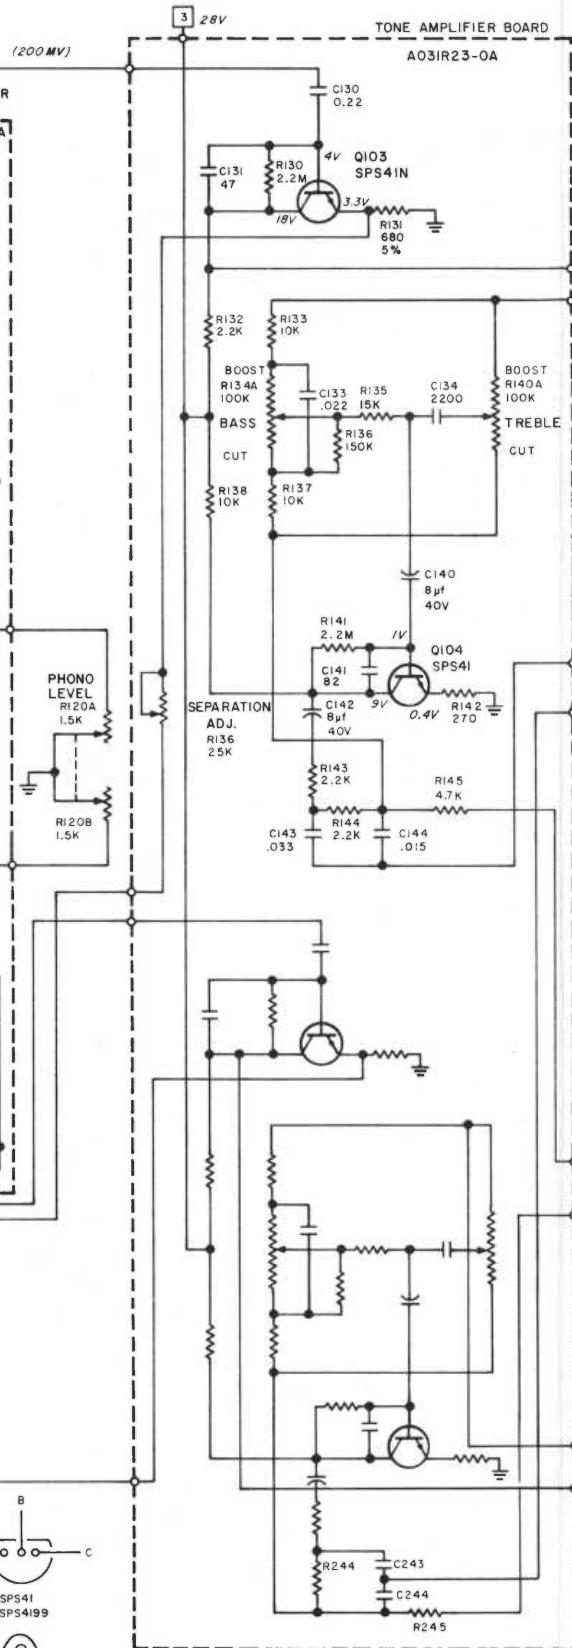 3 28V
TONE AMPLIFIER BOARD
(200MV)
A031R23-0A
R
A
C130
0.22
C131
47
R130
2.2M
4V
Q103
SPS41N
3.3V
18V
R131
680
5%
R132
2.2K
R133
10K
BOOST
R134A
100K
BASS
CUT
C133
.022
R135
15K
R136
150K
C134
2200
BOOST
R140A
100K
TREBLE
CUT
R138
10K
R137
10K
C140
8µf
40V
R141
2.2M
C141
82
1V
Q104
SPS41
9V
0.4V
R142
270
PHONO
LEVEL
R120A
1.5K
SEPARATION
ADJ.
R136
25K
C142
8µf
40V
R143
2.2K
R145
4.7K
R120B
1.5K
C143
.033
R144
2.2K
C144
.015
B
C
SPS41
SPS4199
R244
C243
C244
R245